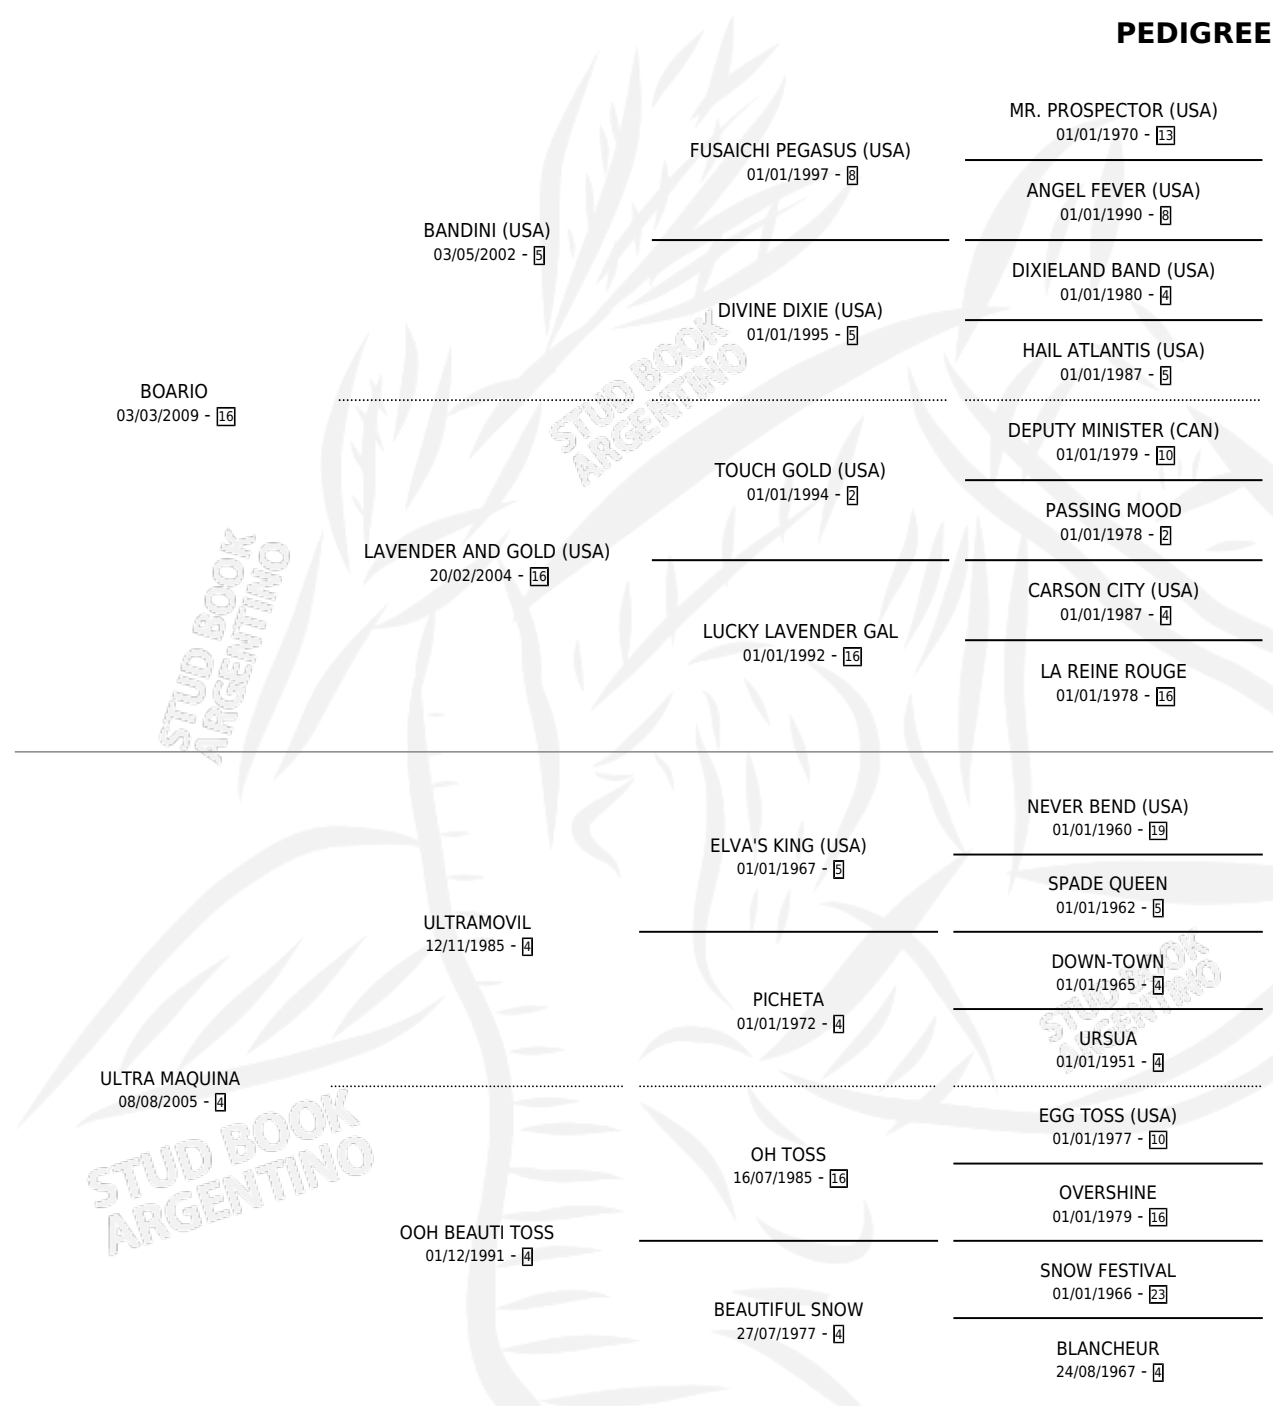 PEDIGREE
MR. PROSPECTOR (USA)
01/01/1970 - 13
FUSAICHI PEGASUS (USA)
01/01/1997 - 8
ANGEL FEVER (USA)
01/01/1990 - 8
BANDINI (USA)
03/05/2002 - 5
DIXIELAND BAND (USA)
01/01/1980 - 4
DIVINE DIXIE (USA)
01/01/1995 - 5
HAIL ATLANTIS (USA)
01/01/1987 - 5
BOARIO
03/03/2009 - 16
DEPUTY MINISTER (CAN)
01/01/1979 - 10
TOUCH GOLD (USA)
01/01/1994 - 2
PASSING MOOD
01/01/1978 - 2
LAVENDER AND GOLD (USA)
20/02/2004 - 16
CARSON CITY (USA)
01/01/1987 - 4
LUCKY LAVENDER GAL
01/01/1992 - 16
LA REINE ROUGE
01/01/1978 - 16
NEVER BEND (USA)
01/01/1960 - 19
ELVA'S KING (USA)
01/01/1967 - 5
SPADE QUEEN
01/01/1962 - 5
ULTRAMOVIL
12/11/1985 - 4
DOWN-TOWN
01/01/1965 - 4
PICHETA
01/01/1972 - 4
URSUA
01/01/1951 - 4
ULTRA MAQUINA
08/08/2005 - 4
EGG TOSS (USA)
01/01/1977 - 10
OH TOSS
16/07/1985 - 16
OVERSHINE
01/01/1979 - 16
OOH BEAUTI TOSS
01/12/1991 - 4
SNOW FESTIVAL
01/01/1966 - 23
BEAUTIFUL SNOW
27/07/1977 - 4
BLANCHEUR
24/08/1967 - 4
STUD BOOK
ARGENTINO
STUD BOOK
ARGENTINO
STUD BOOK
ARGENTINO
STUD BOOK
ARGENTINO